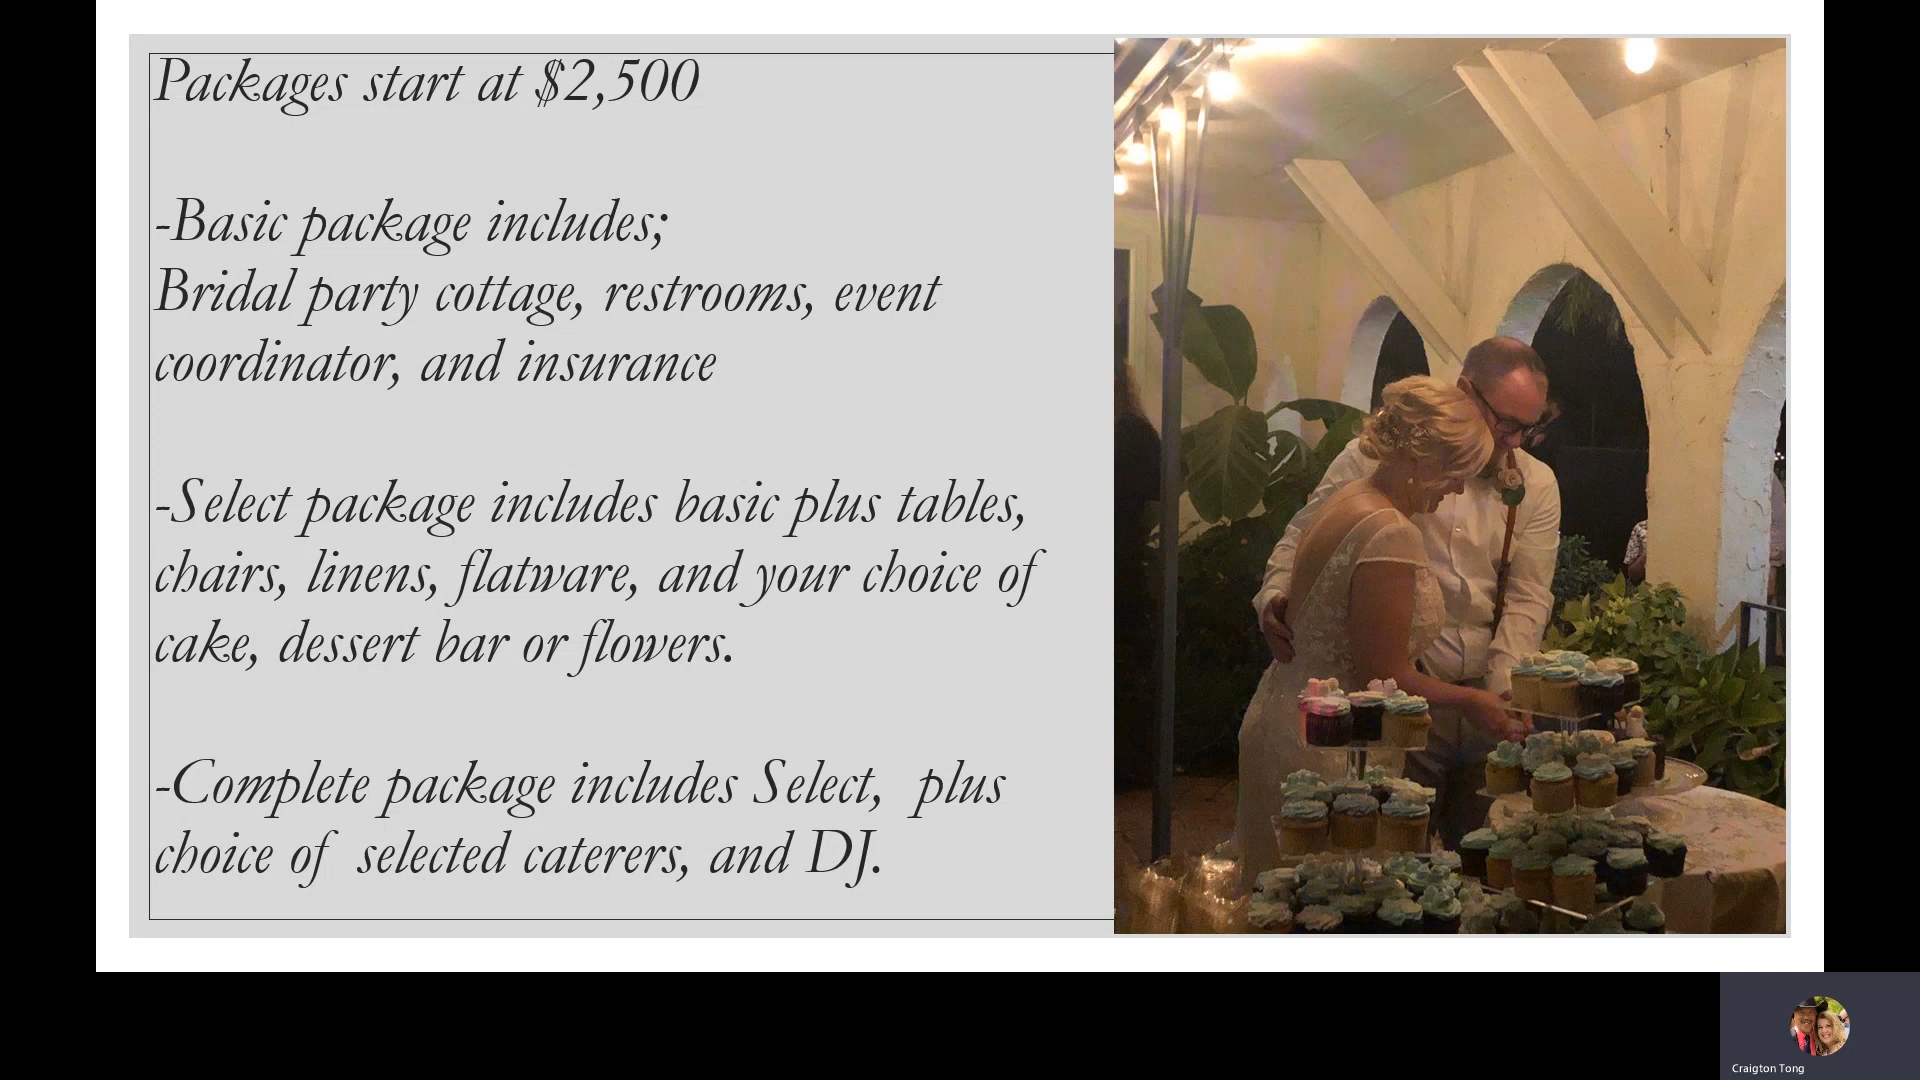 Packages start at $2,500
-Basic package includes;
Bridal party cottage, restrooms, event
coordinator, and insurance
-Select package includes basic plus tables,
chairs, linens, flatware, and your choice of
cake, dessert bar or flowers.
-Complete package includes Select,  plus
choice of  selected caterers, and DJ.
Craigton Tong